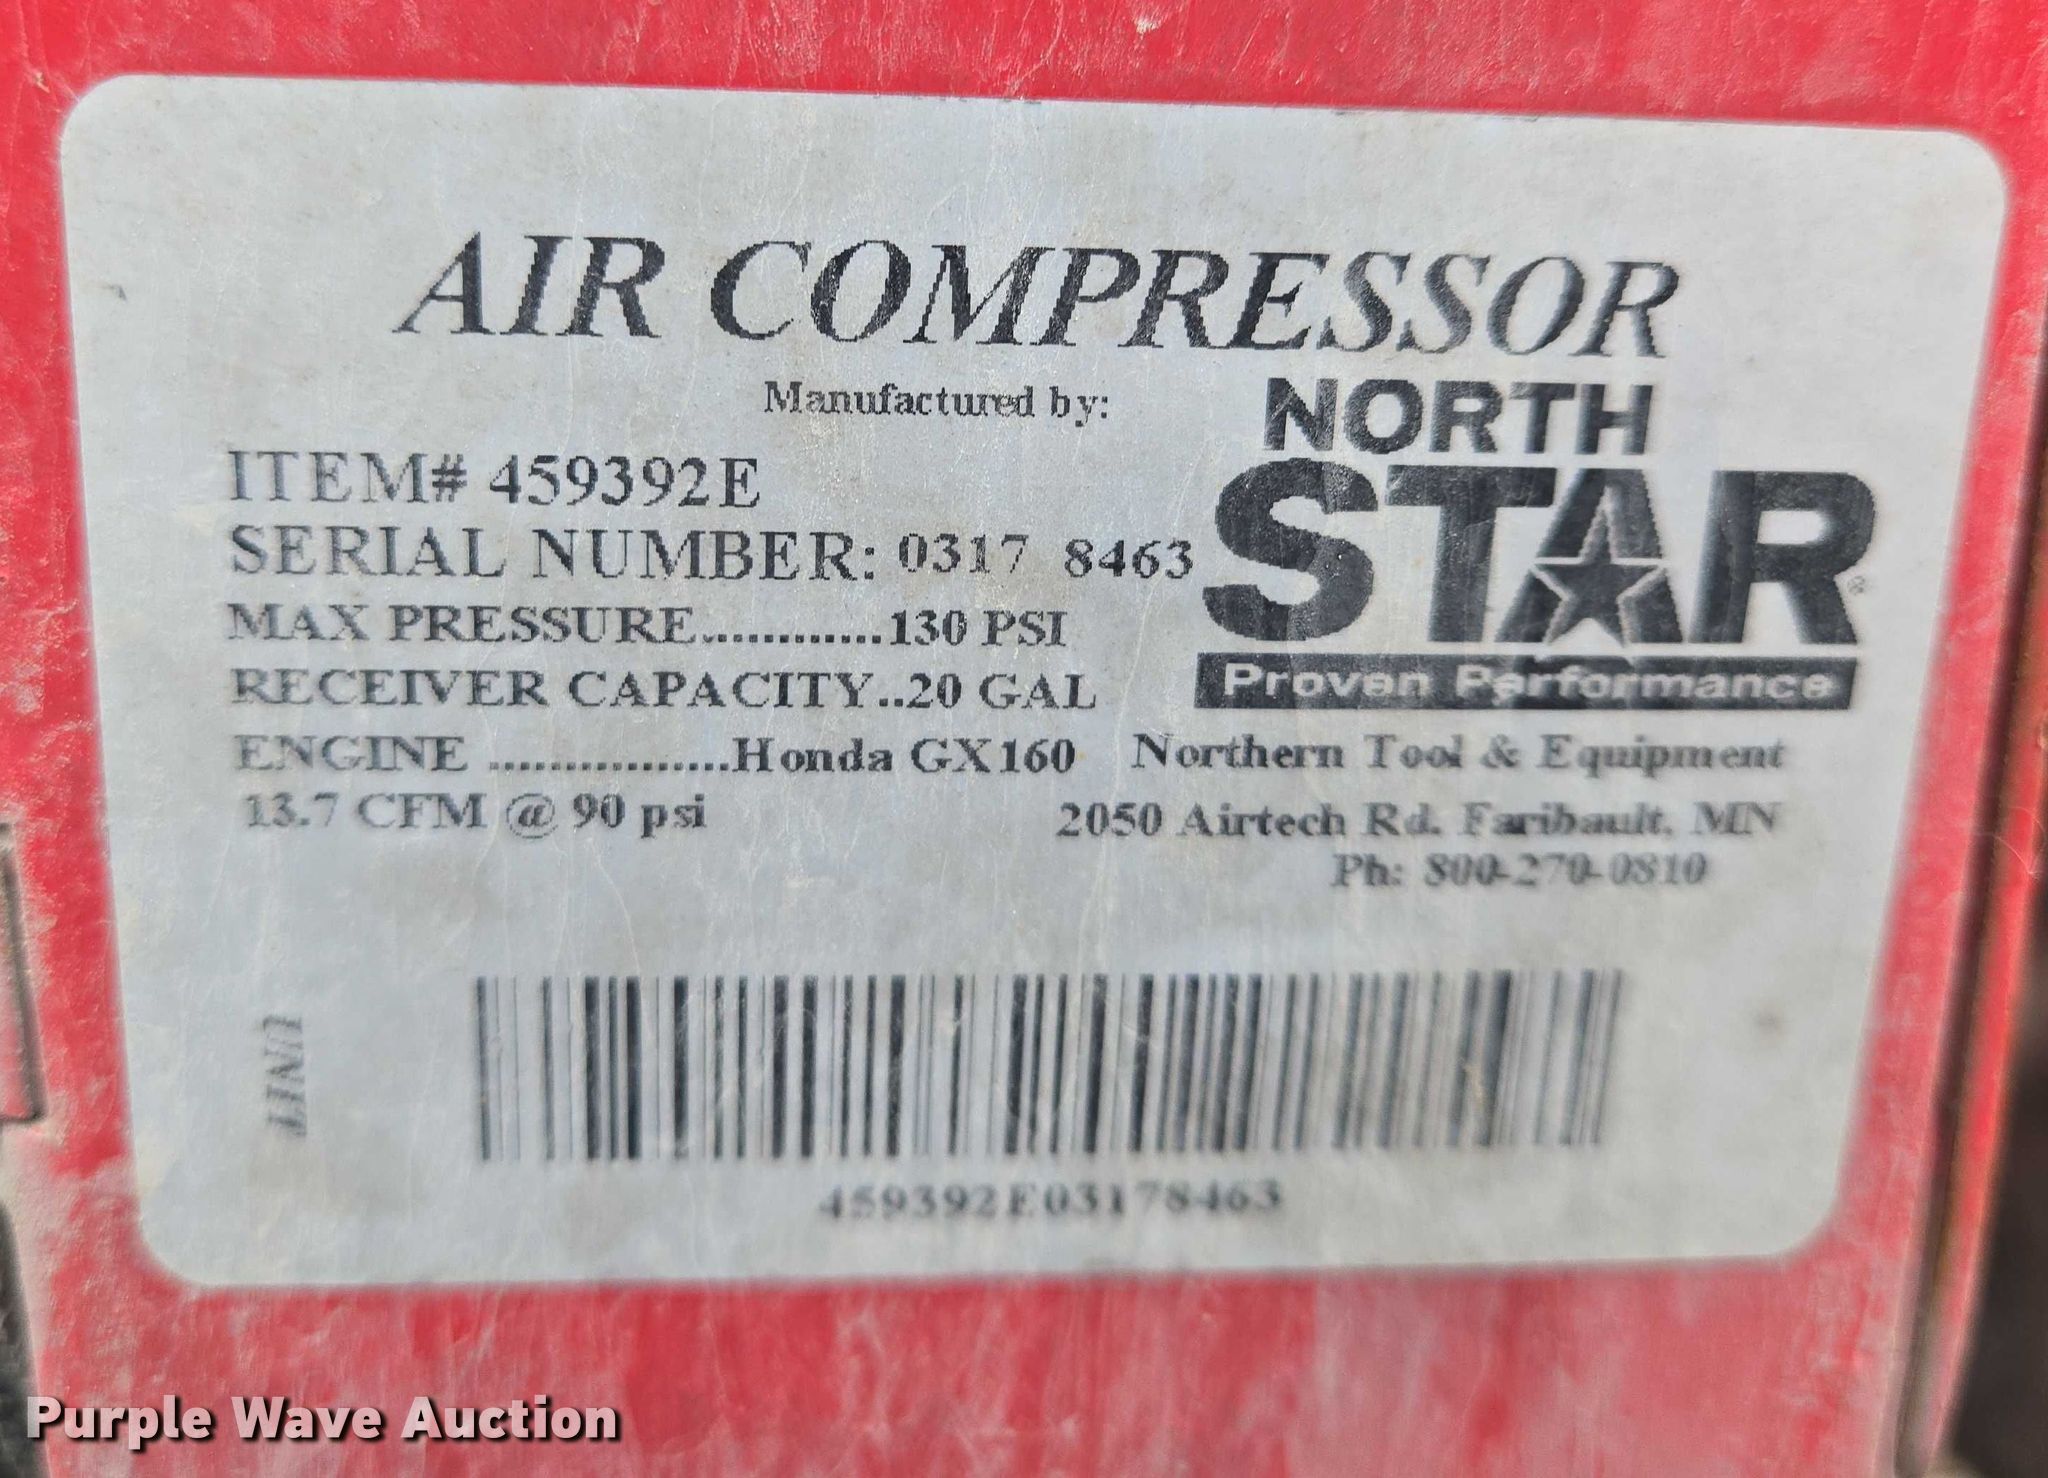 AIR COMPRESSOR
Manufactured by:
NORTH
STAR®
Proven Performance
ITEM# 459392E
SERIAL NUMBER: 0317 8463
MAX PRESSURE............130 PSI
RECEIVER CAPACITY..20 GAL
ENGINE ................Honda GX160
13.7 CFM @ 90 psi
Northern Tool & Equipment
2050 Airtech Rd. Faribault, MN
Ph: 800-270-0810
UNIT
459392E03178463
Purple Wave Auction